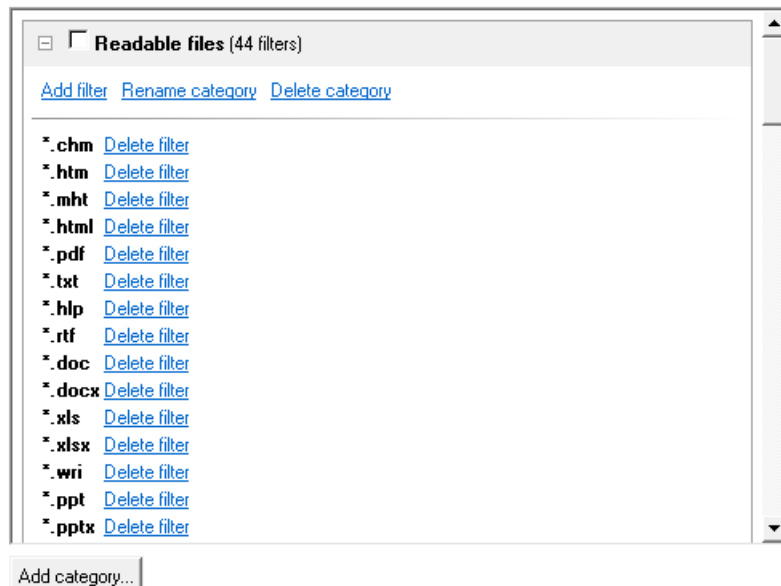 Readable files (44 filters)
Add filter Rename category Delete category
*.chm Delete filter
*.htm Delete filter
*.mht Delete filter
*.html Delete filter
*.pdf Delete filter
*.txt Delete filter
*.hlp Delete filter
*.rtf Delete filter
*.doc Delete filter
*.docx Delete filter
*.xls Delete filter
*.xlsx Delete filter
*.wri Delete filter
*.ppt Delete filter
*.pptx Delete filter
Add category...